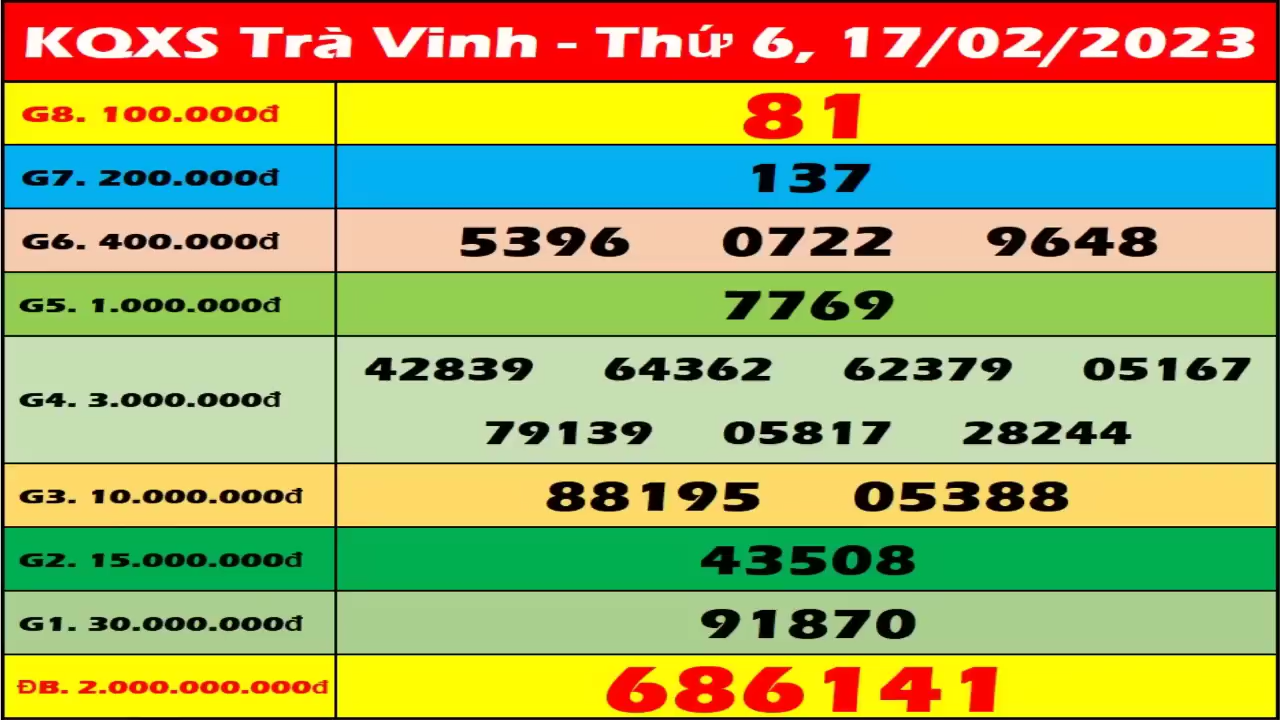 KQXS Trà Vinh - Thứ 6, 17/02/2023
G8. 100.000đ 81
G7. 200.000đ 137
G6. 400.000đ 5396 0722 9648
G5. 1.000.000đ 7769
42839 64362 62379 05167
G4. 3.000.000đ
79139 05817 28244
G3. 10.000.000đ 88195 05388
G2. 15.000.000đ 43508
G1. 30.000.000đ 91870
ĐB. 2.000.000.000đ 686141